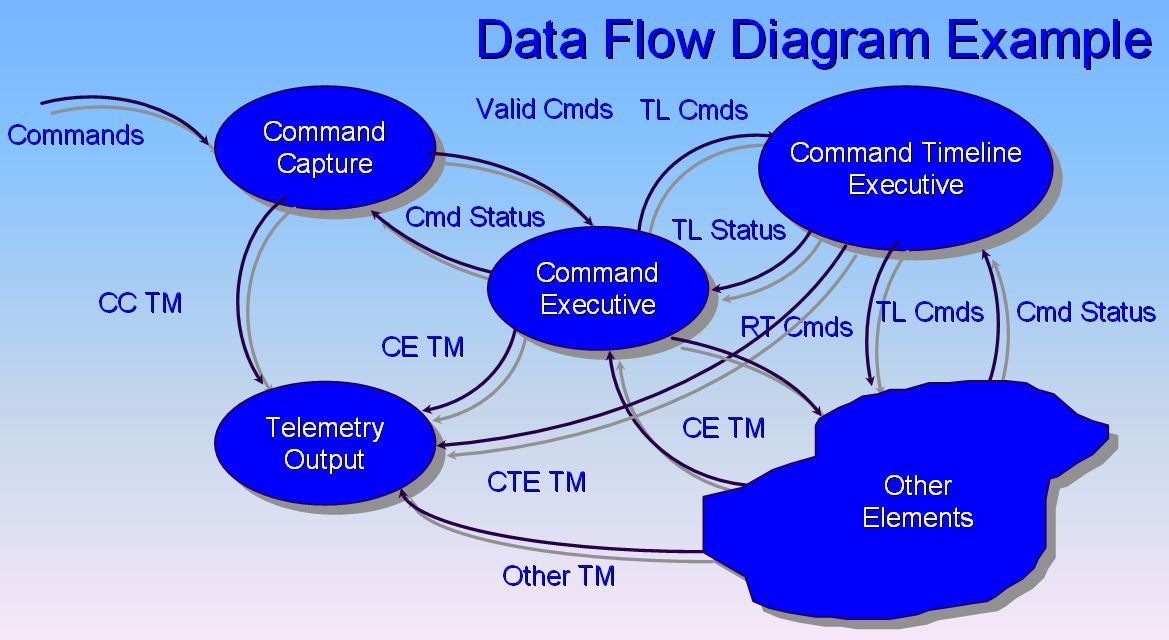 Data Flow Diagram Example
Commands
Command
Capture
Valid Cmds
TL Cmds
Command Timeline
Executive
Cmd Status
TL Status
Command
Executive
CC TM
CE TM
RT Cmds
TL Cmds
Cmd Status
Telemetry
Output
CE TM
CTE TM
Other
Elements
Other TM